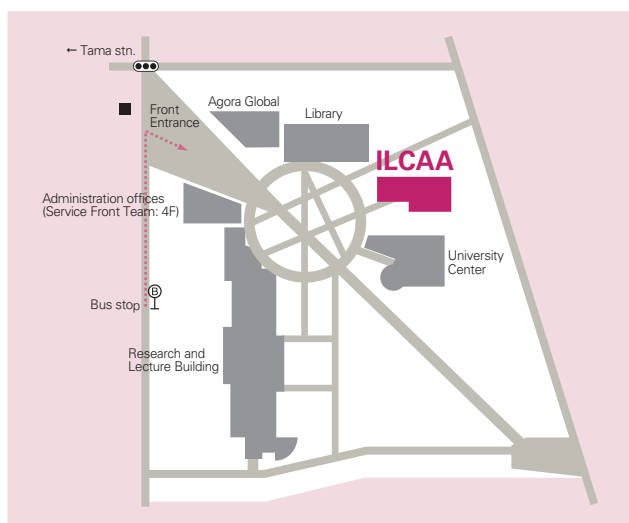 ← Tama stn.
Agora Global
Front
Entrance
Library
ILCAA
Administration offices
(Service Front Team: 4F)
University
Center
B
Bus stop
Research and
Lecture Building